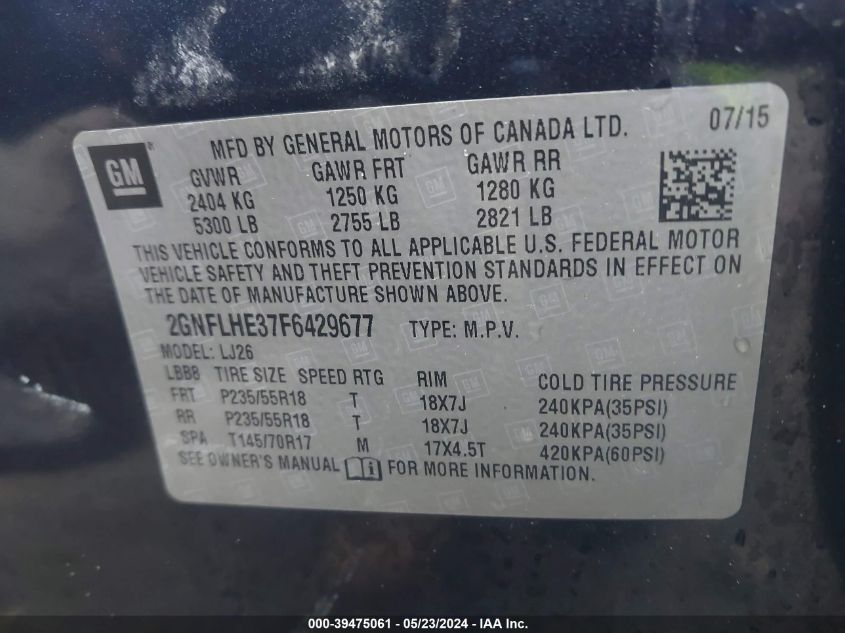 MFD BY GENERAL MOTORS OF CANADA LTD. 07/15
GM
GVWR GAWR FRT GAWR RR
2404 KG 1250 KG 1280 KG
5300 LB 2755 LB 2821 LB
THIS VEHICLE CONFORMS TO ALL APPLICABLE U.S. FEDERAL MOTOR
VEHICLE SAFETY AND THEFT PREVENTION STANDARDS IN EFFECT ON
THE DATE OF MANUFACTURE SHOWN ABOVE.
2GNFLHE37F6429677 TYPE: M.P.V.
MODEL: LJ26
LBB8 TIRE SIZE SPEED RTG RIM COLD TIRE PRESSURE
FRT P235/55R18 T 18X7J 240KPA(35PSI)
RR P235/55R18 T 18X7J 240KPA(35PSI)
SPA T145/70R17 M 17X4.5T 420KPA(60PSI)
SEE OWNER'S MANUAL FOR MORE INFORMATION.
000-39475061 - 05/23/2024 - IAA Inc.